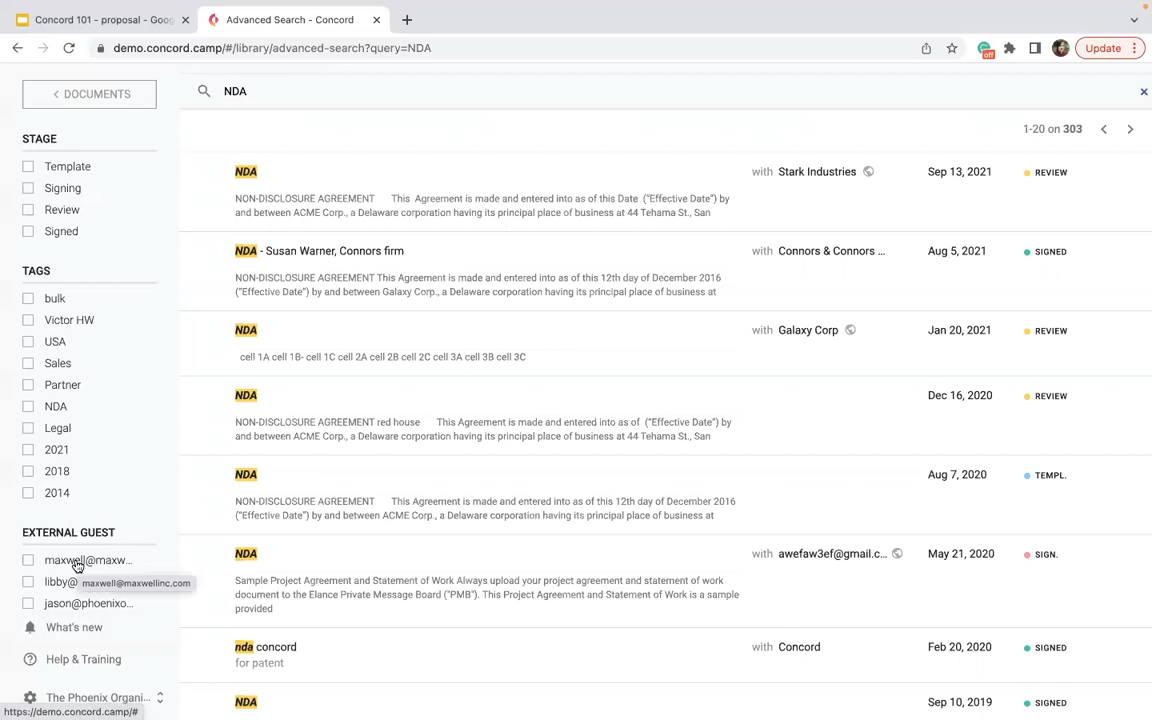 Concord 101 - proposal - Goog
Advanced Search - Concord
demo.concord.camp/#/library/advanced-search?query=NDA
off
Update
DOCUMENTS
NDA
1-20 on 303
STAGE
Template
Signing
Review
Signed
TAGS
bulk
Victor HW
USA
Sales
Partner
NDA
Legal
2021
2018
2014
EXTERNAL GUEST
maxwell@maxw...
libby@
maxwell@maxwellinc.com
jason@phoenixo...
What's new
Help & Training
The Phoenix Organi...
https://demo.concord.camp/#
NDA with Stark Industries Sep 13, 2021 REVIEW
NON-DISCLOSURE AGREEMENT This Agreement is made and entered into as of this Date ("Effective Date") by
and between ACME Corp., a Delaware corporation having its principal place of business at 44 Tehama St., San
NDA - Susan Warner, Connors firm with Connors & Connors ... Aug 5, 2021 SIGNED
NON-DISCLOSURE AGREEMENT This Agreement is made and entered into as of this 12th day of December 2016
("Effective Date") by and between Galaxy Corp., a Delaware corporation having its principal place of business at
NDA with Galaxy Corp Jan 20, 2021 REVIEW
cell 1A cell 1B- cell 1C cell 2A cell 2B cell 2C cell 3A cell 3B cell 3C
NDA Dec 16, 2020 REVIEW
NON-DISCLOSURE AGREEMENT red house This Agreement is made and entered into as of ("Effective Date") by
and between ACME Corp., a Delaware corporation having its principal place of business at 44 Tehama St., San
NDA Aug 7, 2020 TEMPL.
NON-DISCLOSURE AGREEMENT This Agreement is made and entered into as of this 12th day of December 2016
("Effective Date") by and between ACME Corp., a Delaware corporation having its principal place of business at
NDA with awefaw3ef@gmail.c... May 21, 2020 SIGN.
Sample Project Agreement and Statement of Work Always upload your project agreement and statement of work
document to the Elance Private Message Board ("PMB"). This Project Agreement and Statement of Work is a sample
provided
nda concord with Concord Feb 20, 2020 SIGNED
for patent
NDA Sep 10, 2019 SIGNED